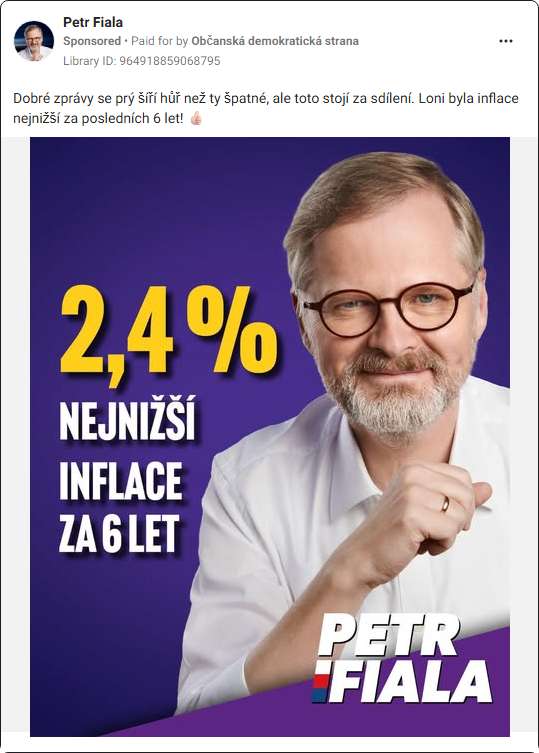 Petr Fiala
Sponsored • Paid for by Občanská demokratická strana
Library ID: 964918859068795
Dobré zprávy se prý šíří hůř než ty špatné, ale toto stojí za sdílení. Loni byla inflace
nejnižší za posledních 6 let! 👍🏻
2,4 %
NEJNIŽŠÍ
INFLACE
ZA 6 LET
PETR
FIALA